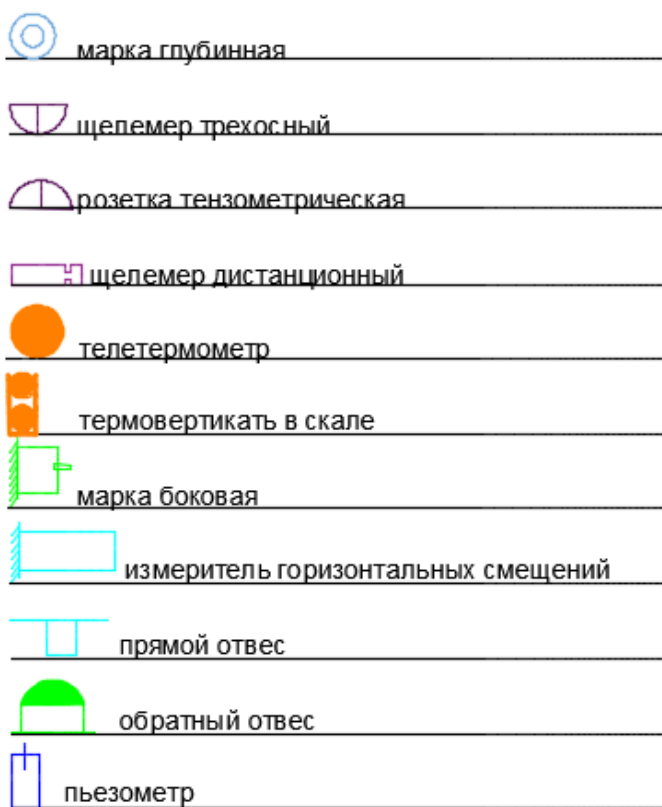 марка глубинная
щелемер трехосный
розетка тензометрическая
щелемер дистанционный
телетермометр
термовертикать в скале
марка боковая
измеритель горизонтальных смещений
прямой отвес
обратный отвес
пьезометр